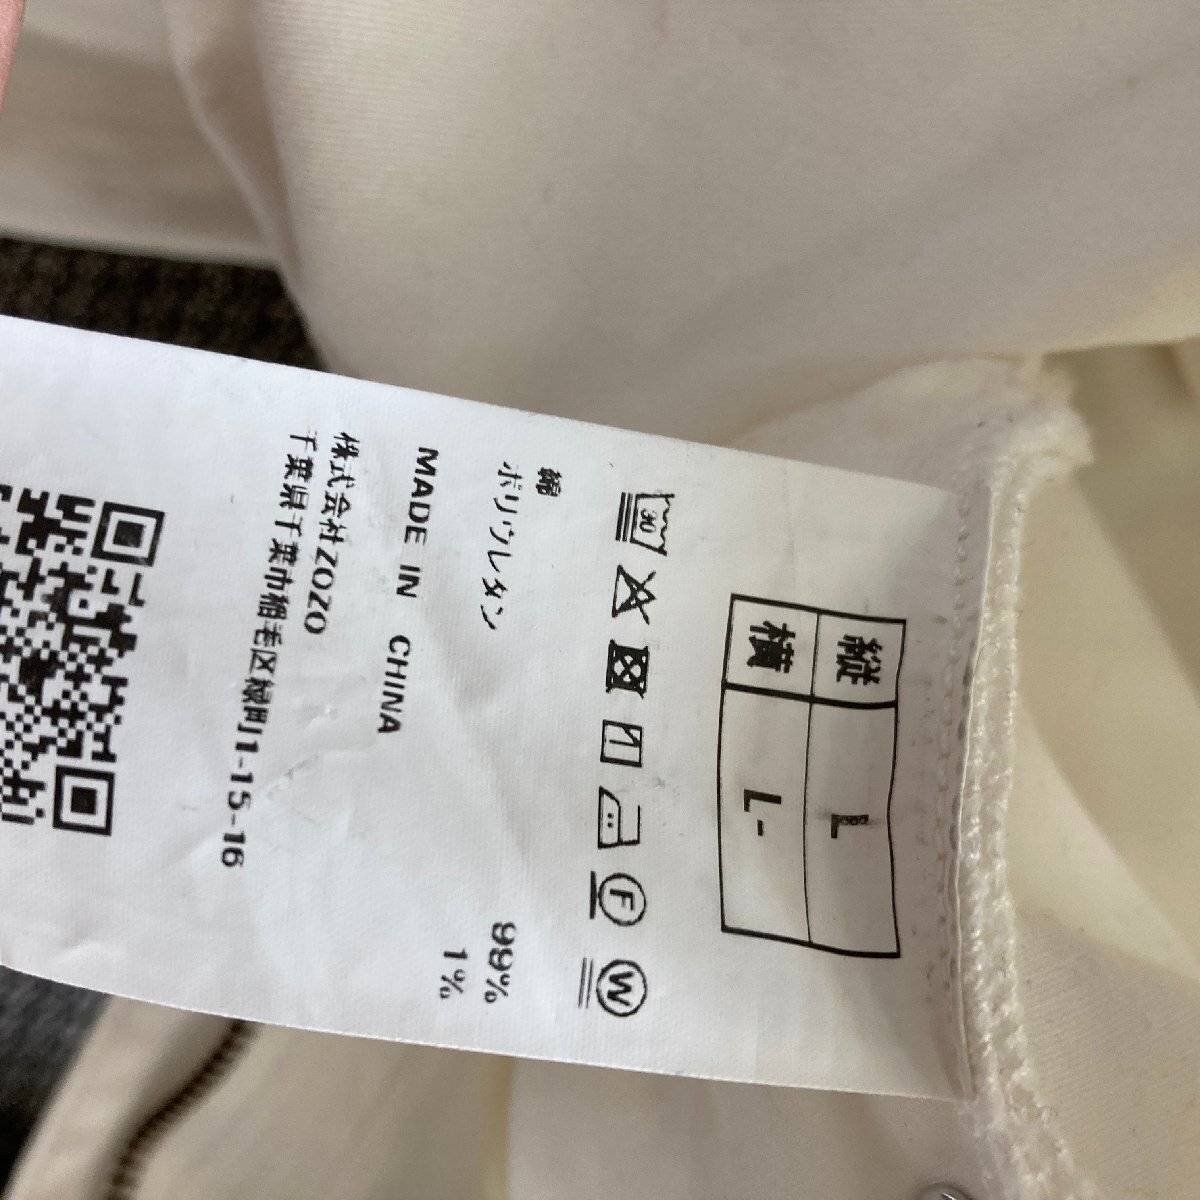 縦 L
横 L-
30
F W
綿 99%
ポリウレタン 1%
MADE IN CHINA
株式会社ZOZO
千葉県千葉市稲毛区緑町1-15-16